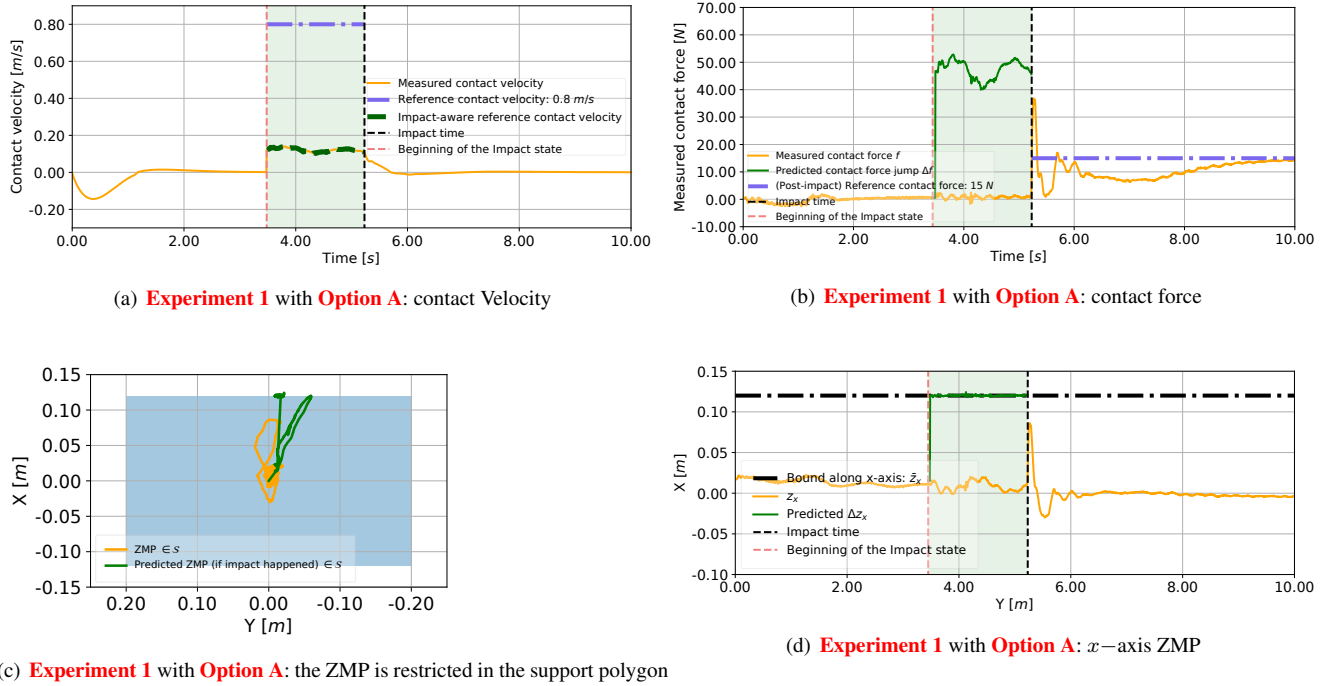 0.80
0.60
0.40
0.20
0.00
-0.20
Contact velocity [m/s]
Measured contact velocity
Reference contact velocity: 0.8 m/s
Impact-aware reference contact velocity
Impact time
Beginning of the Impact state
0.00 2.00 4.00 6.00 8.00 10.00
Time [s]
(a) Experiment 1 with Option A: contact Velocity
70.00
60.00
50.00
40.00
30.00
20.00
10.00
0.00
-10.00
Measured contact force [N]
Measured contact force f
Predicted contact force jump Δf
(Post-impact) Reference contact force: 15 N
Impact time
Beginning of the Impact state
0.00 2.00 4.00 6.00 8.00 10.00
Time [s]
(b) Experiment 1 with Option A: contact force
0.15
0.10
0.05
0.00
-0.05
-0.10
-0.15
X [m]
ZMP ∈ S
Predicted ZMP (if impact happened) ∈ S
0.20 0.10 0.00 -0.10 -0.20
Y [m]
(c) Experiment 1 with Option A: the ZMP is restricted in the support polygon
0.15
0.10
0.05
0.00
-0.05
-0.10
X [m]
Bound along x-axis: z̄ₓ
zₓ
Predicted Δzₓ
Impact time
Beginning of the Impact state
0.00 2.00 4.00 6.00 8.00 10.00
Y [m]
(d) Experiment 1 with Option A: x−axis ZMP